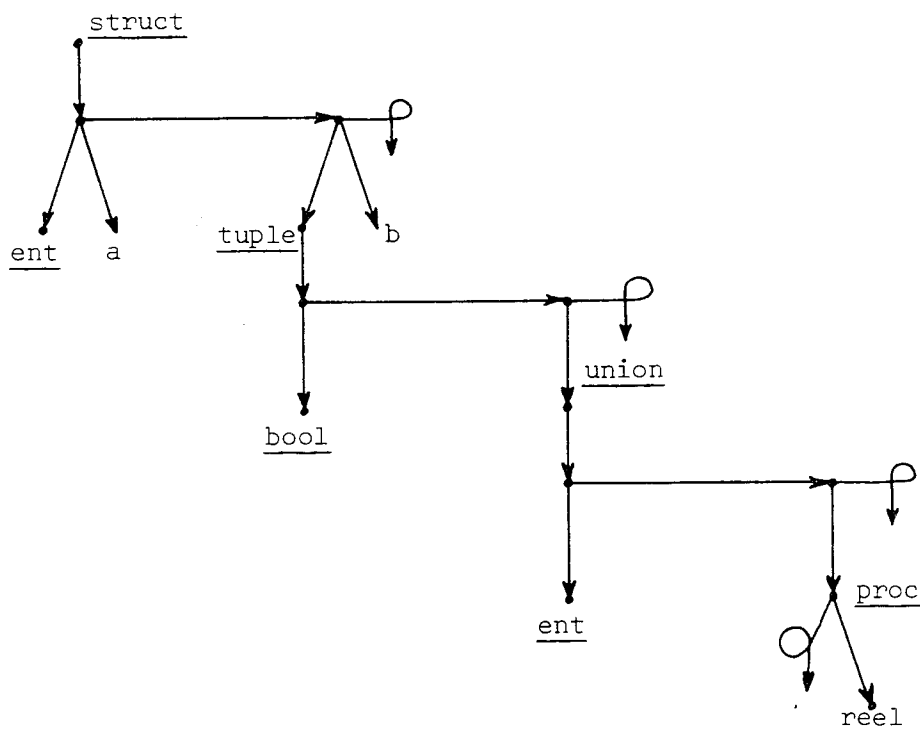 struct
ent a
tuple b
bool
union
ent
proc
reel